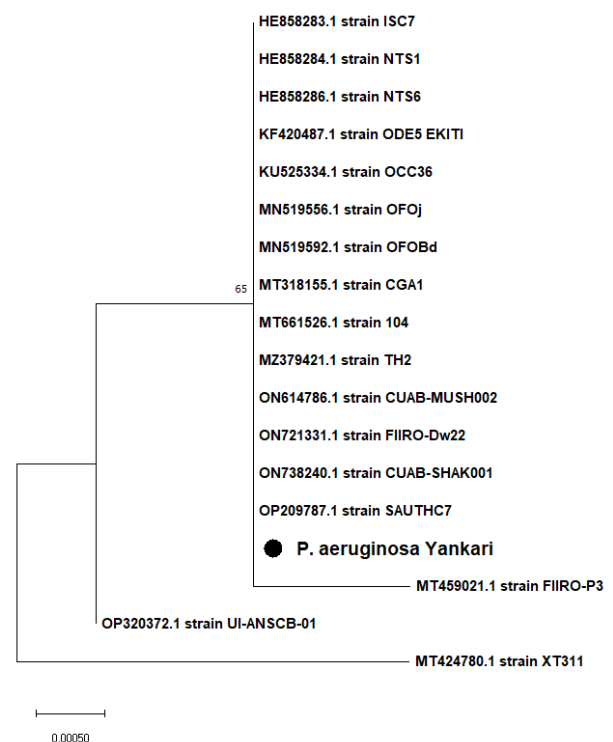 HE858283.1 strain ISC7
HE858284.1 strain NTS1
HE858286.1 strain NTS6
KF420487.1 strain ODE5 EKITI
KU525334.1 strain OCC36
MN519556.1 strain OFOj
MN519592.1 strain OFOBd
65
MT318155.1 strain CGA1
MT661526.1 strain 104
MZ379421.1 strain TH2
ON614786.1 strain CUAB-MUSH002
ON721331.1 strain FIIRO-Dw22
ON738240.1 strain CUAB-SHAK001
OP209787.1 strain SAUTHC7
P. aeruginosa Yankari
MT459021.1 strain FIIRO-P3
OP320372.1 strain UI-ANSCB-01
MT424780.1 strain XT311
0.00050